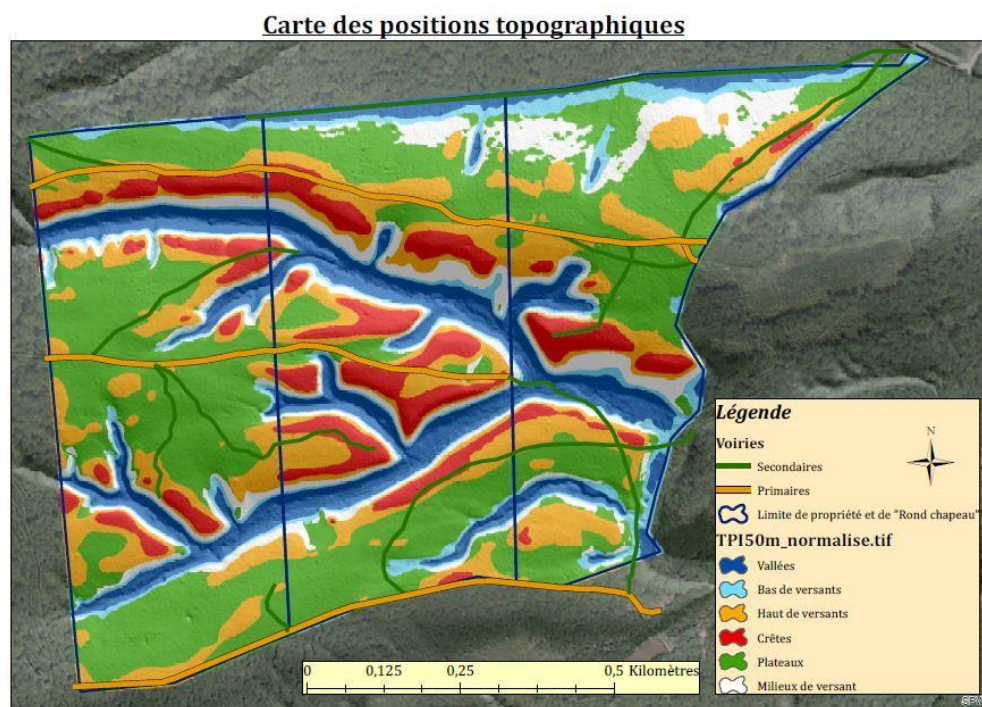 Carte des positions topographiques
Légende
Voiries
N
Secondaires
Primaires
Limite de propriété et de "Rond chapeau"
TPI50m_normalise.tif
Vallées
Bas de versants
Haut de versants
Crêtes
Plateaux
Milieux de versant
0 0,125 0,25 0,5 Kilomètres